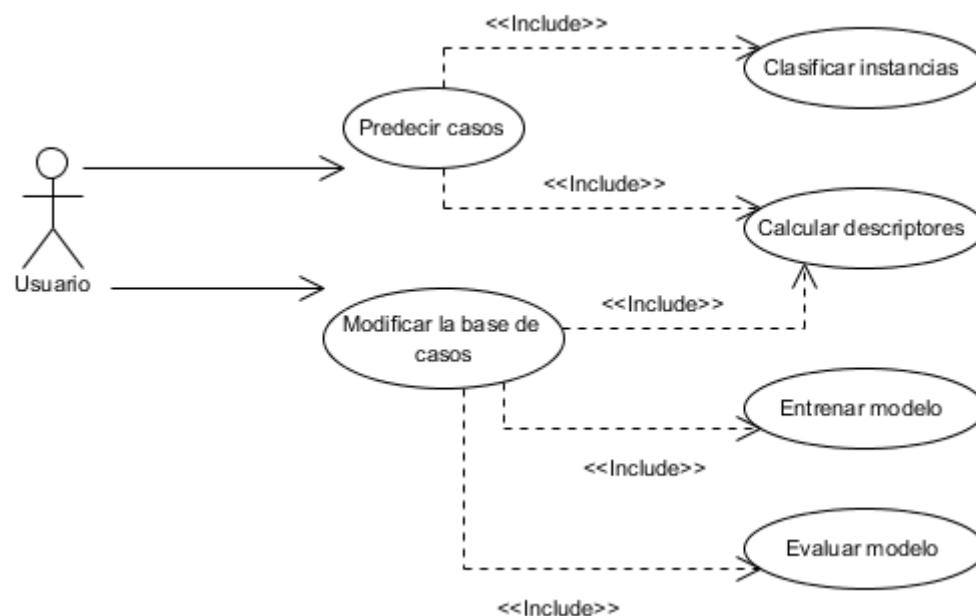 <<Include>>
Clasificar instancias
Predecir casos
<<Include>>
Calcular descriptores
Usuario
<<Include>>
Modificar la base de
casos
Entrenar modelo
<<Include>>
Evaluar modelo
<<Include>>